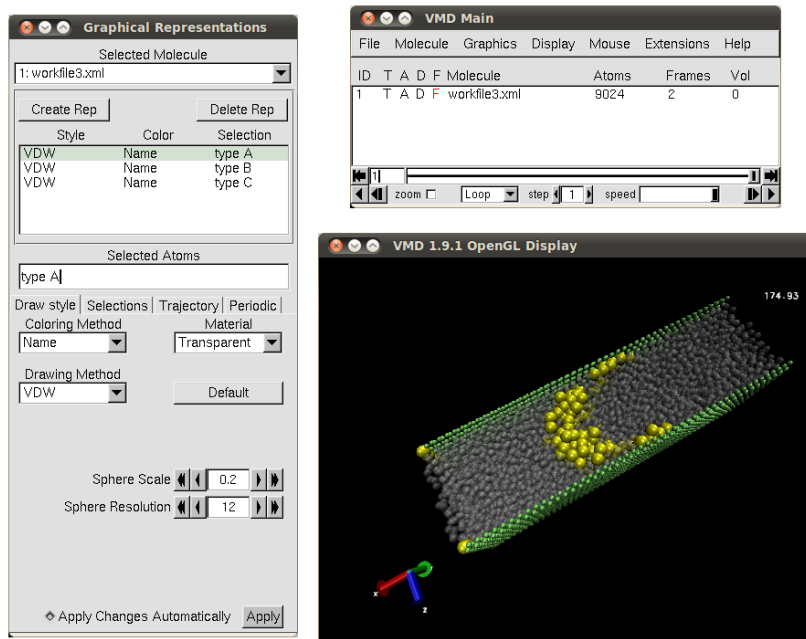 Graphical Representations
Selected Molecule
1: workfile3.xml
Create Rep Delete Rep
Style Color Selection
VDW Name type A
VDW Name type B
VDW Name type C
Selected Atoms
type A
Draw style Selections Trajectory Periodic
Coloring Method Material
Name Transparent
Drawing Method
VDW Default
Sphere Scale 0.2
Sphere Resolution 12
Apply Changes Automatically Apply
VMD Main
File Molecule Graphics Display Mouse Extensions Help
ID T A D F Molecule Atoms Frames Vol
1 T A D F workfile3.xml 9024 2 0
1
zoom Loop step 1 speed
VMD 1.9.1 OpenGL Display
174.93
x
z